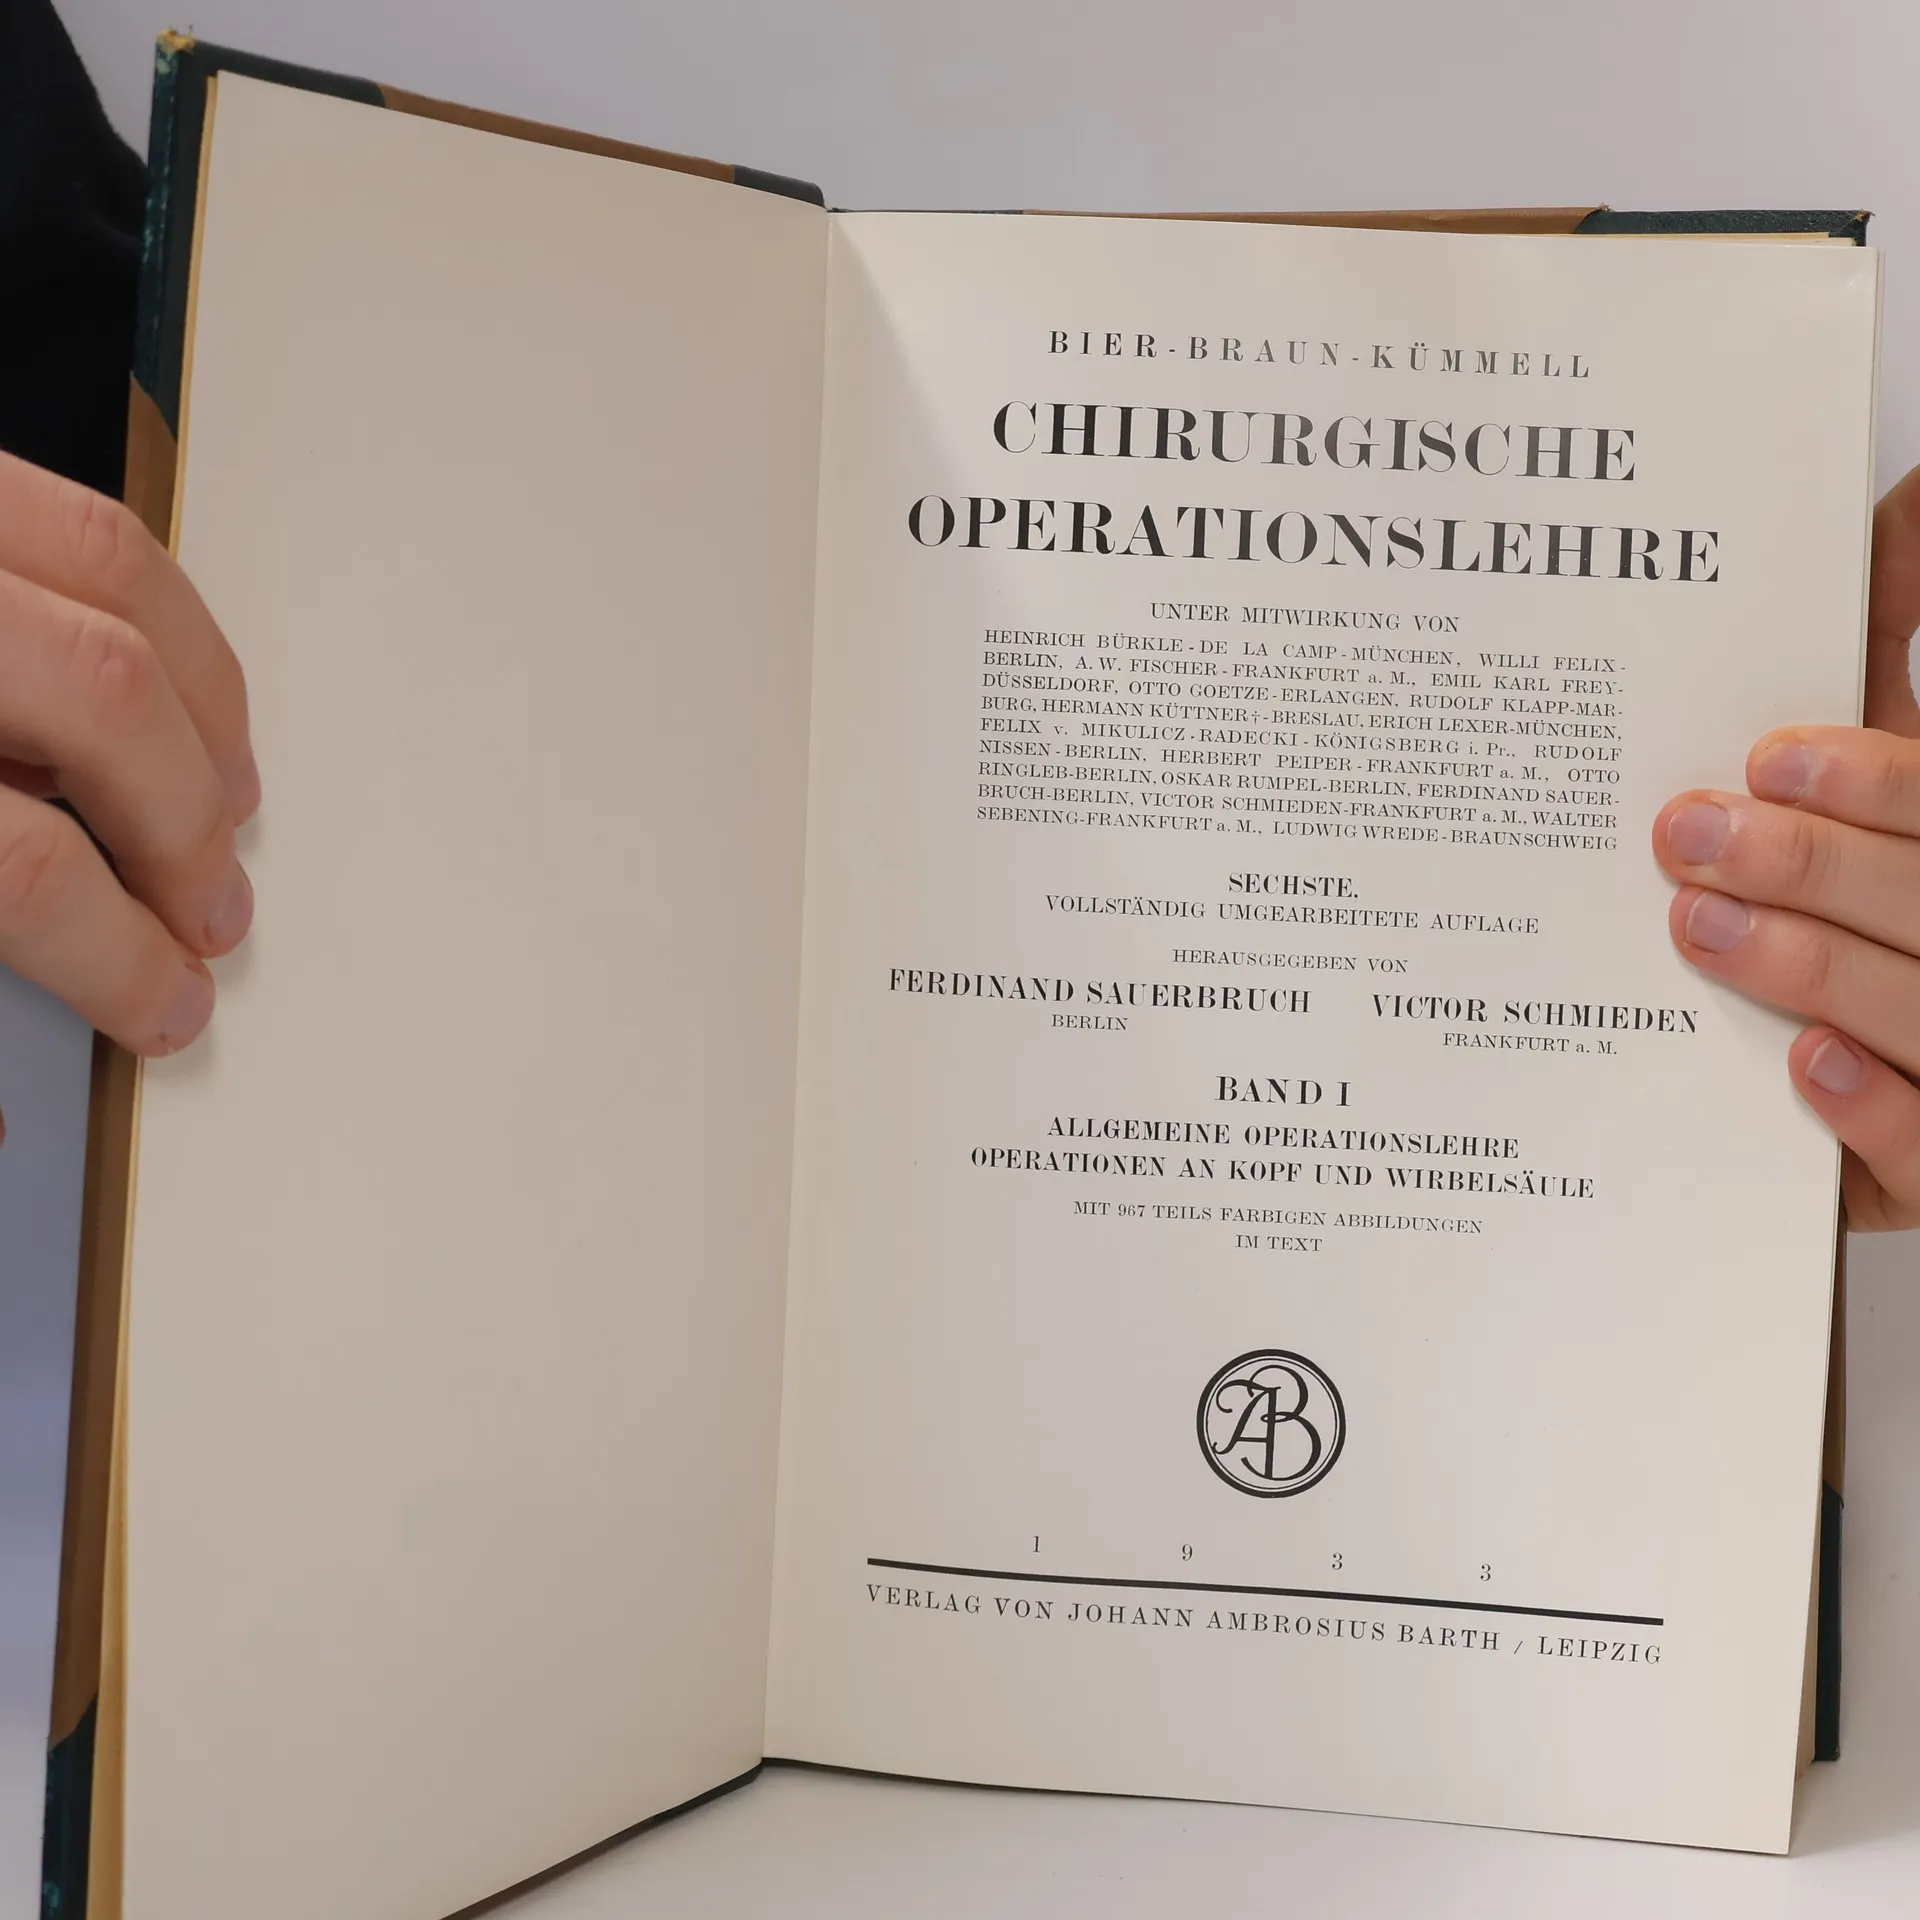 BIER-BRAUN-KÜMMELL
CHIRURGISCHE
OPERATIONSLEHRE
UNTER MITWIRKUNG VON
HEINRICH BÜRKLE-DE LA CAMP-MÜNCHEN, WILLI FELIX-
BERLIN, A. W. FISCHER-FRANKFURT a. M., EMIL KARL FREY-
DÜSSELDORF, OTTO GOETZE-ERLANGEN, RUDOLF KLAPP-MAR-
BURG, HERMANN KÜTTNER†-BRESLAU, ERICH LEXER-MÜNCHEN,
FELIX v. MIKULICZ-RADECKI-KÖNIGSBERG i. Pr., RUDOLF
NISSEN-BERLIN, HERBERT PEIPER-FRANKFURT a. M., OTTO
RINGLEB-BERLIN, OSKAR RUMPEL-BERLIN, FERDINAND SAUER-
BRUCH-BERLIN, VICTOR SCHMIEDEN-FRANKFURT a. M., WALTER
SEBENING-FRANKFURT a. M., LUDWIG WREDE-BRAUNSCHWEIG
SECHSTE,
VOLLSTÄNDIG UMGEARBEITETE AUFLAGE
HERAUSGEGEBEN VON
FERDINAND SAUERBRUCH VICTOR SCHMIEDEN
BERLIN FRANKFURT a. M.
BAND I
ALLGEMEINE OPERATIONSLEHRE
OPERATIONEN AN KOPF UND WIRBELSÄULE
MIT 967 TEILS FARBIGEN ABBILDUNGEN
IM TEXT
AB
1 9 3 3
VERLAG VON JOHANN AMBROSIUS BARTH / LEIPZIG